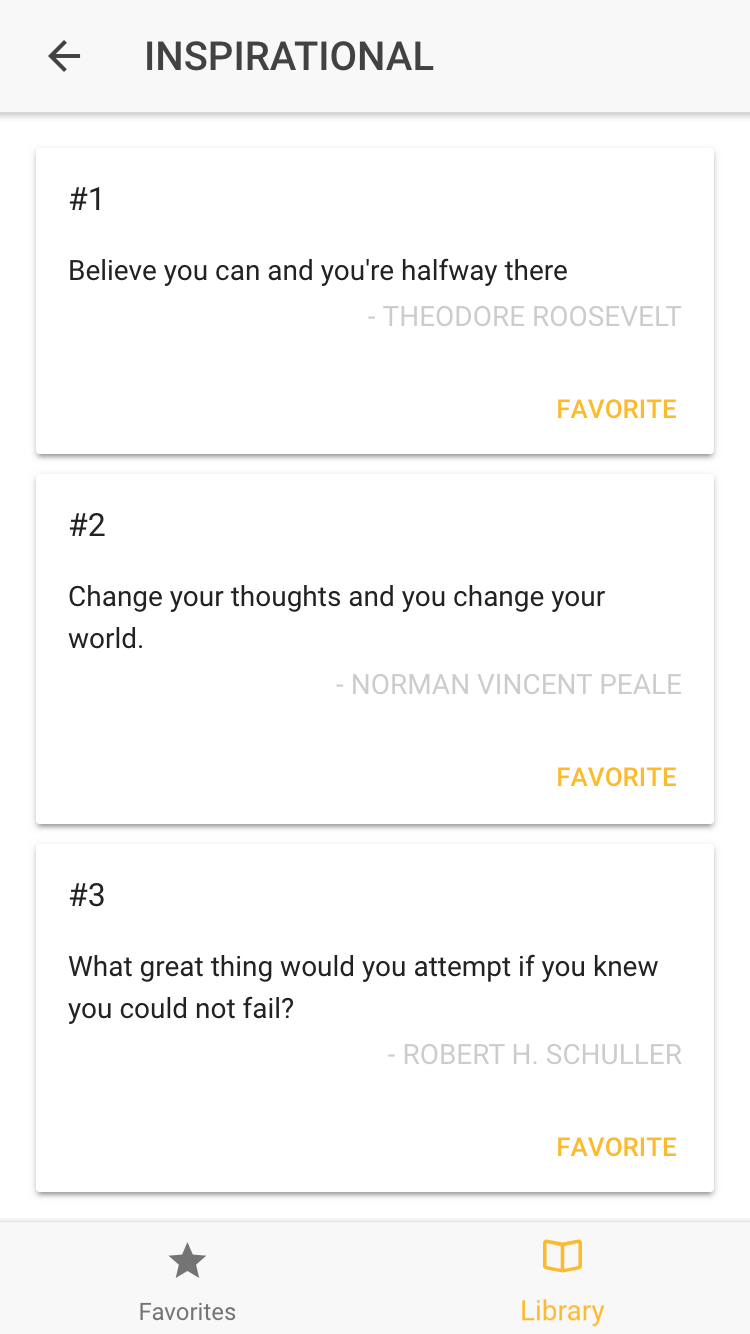 INSPIRATIONAL
#1
Believe you can and you're halfway there
- THEODORE ROOSEVELT
FAVORITE
#2
Change your thoughts and you change your
world.
- NORMAN VINCENT PEALE
FAVORITE
#3
What great thing would you attempt if you knew
you could not fail?
- ROBERT H. SCHULLER
FAVORITE
Favorites
Library